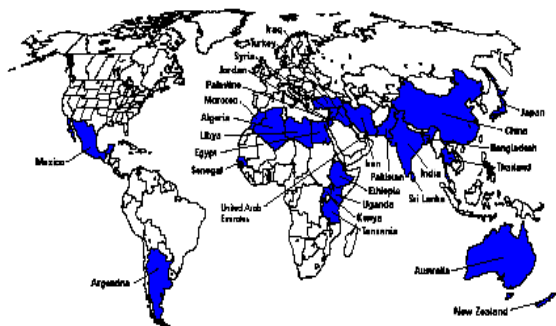 Iraq
Turkey
Syria
Jordan
Palestine
Morocco
Algeria
Libya
Egypt
Senegal
United Arab
Emirates
Mexico
Argentina
Iran
Pakistan
Ethiopia
Uganda
Kenya
Tanzania
India
Sri Lanka
Japan
China
Bangladesh
Thailand
Australia
New Zealand